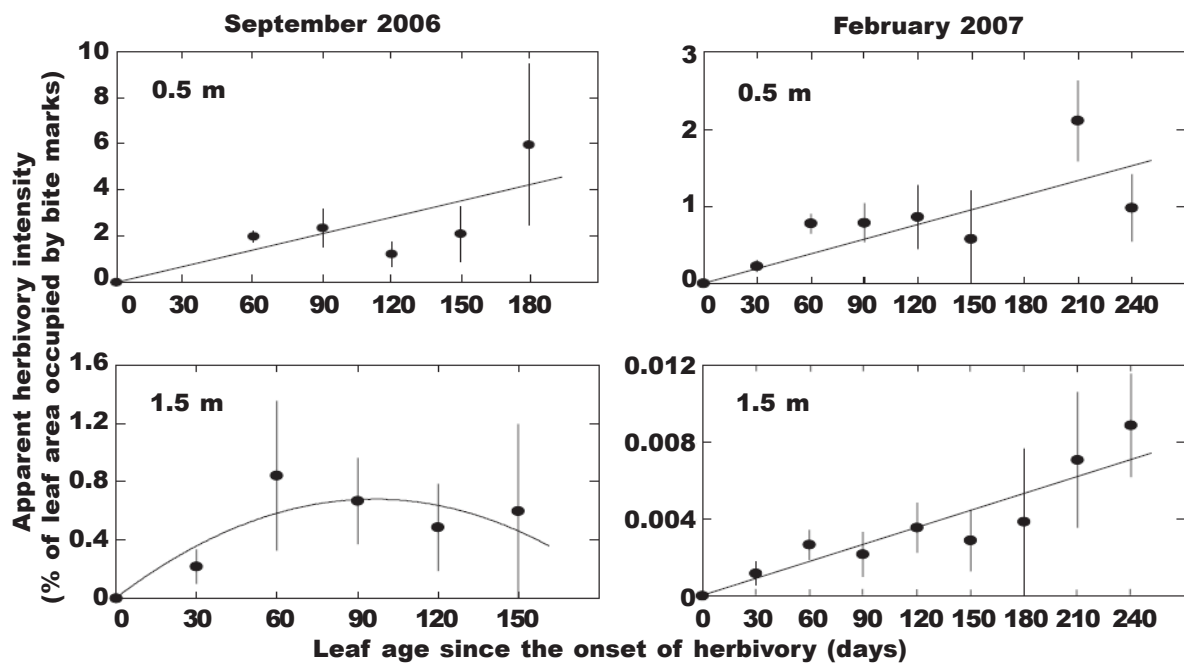 September 2006
February 2007
Apparent herbivory intensity
(% of leaf area occupied by bite marks)
10
8
6
4
2
0
0.5 m
0 30 60 90 120 150 180
3
2
1
0
0.5 m
0 30 60 90 120 150 180 210 240
1.6
1.2
0.8
0.4
0
1.5 m
0 30 60 90 120 150
0.012
0.008
0.004
0
1.5 m
0 30 60 90 120 150 180 210 240
Leaf age since the onset of herbivory (days)